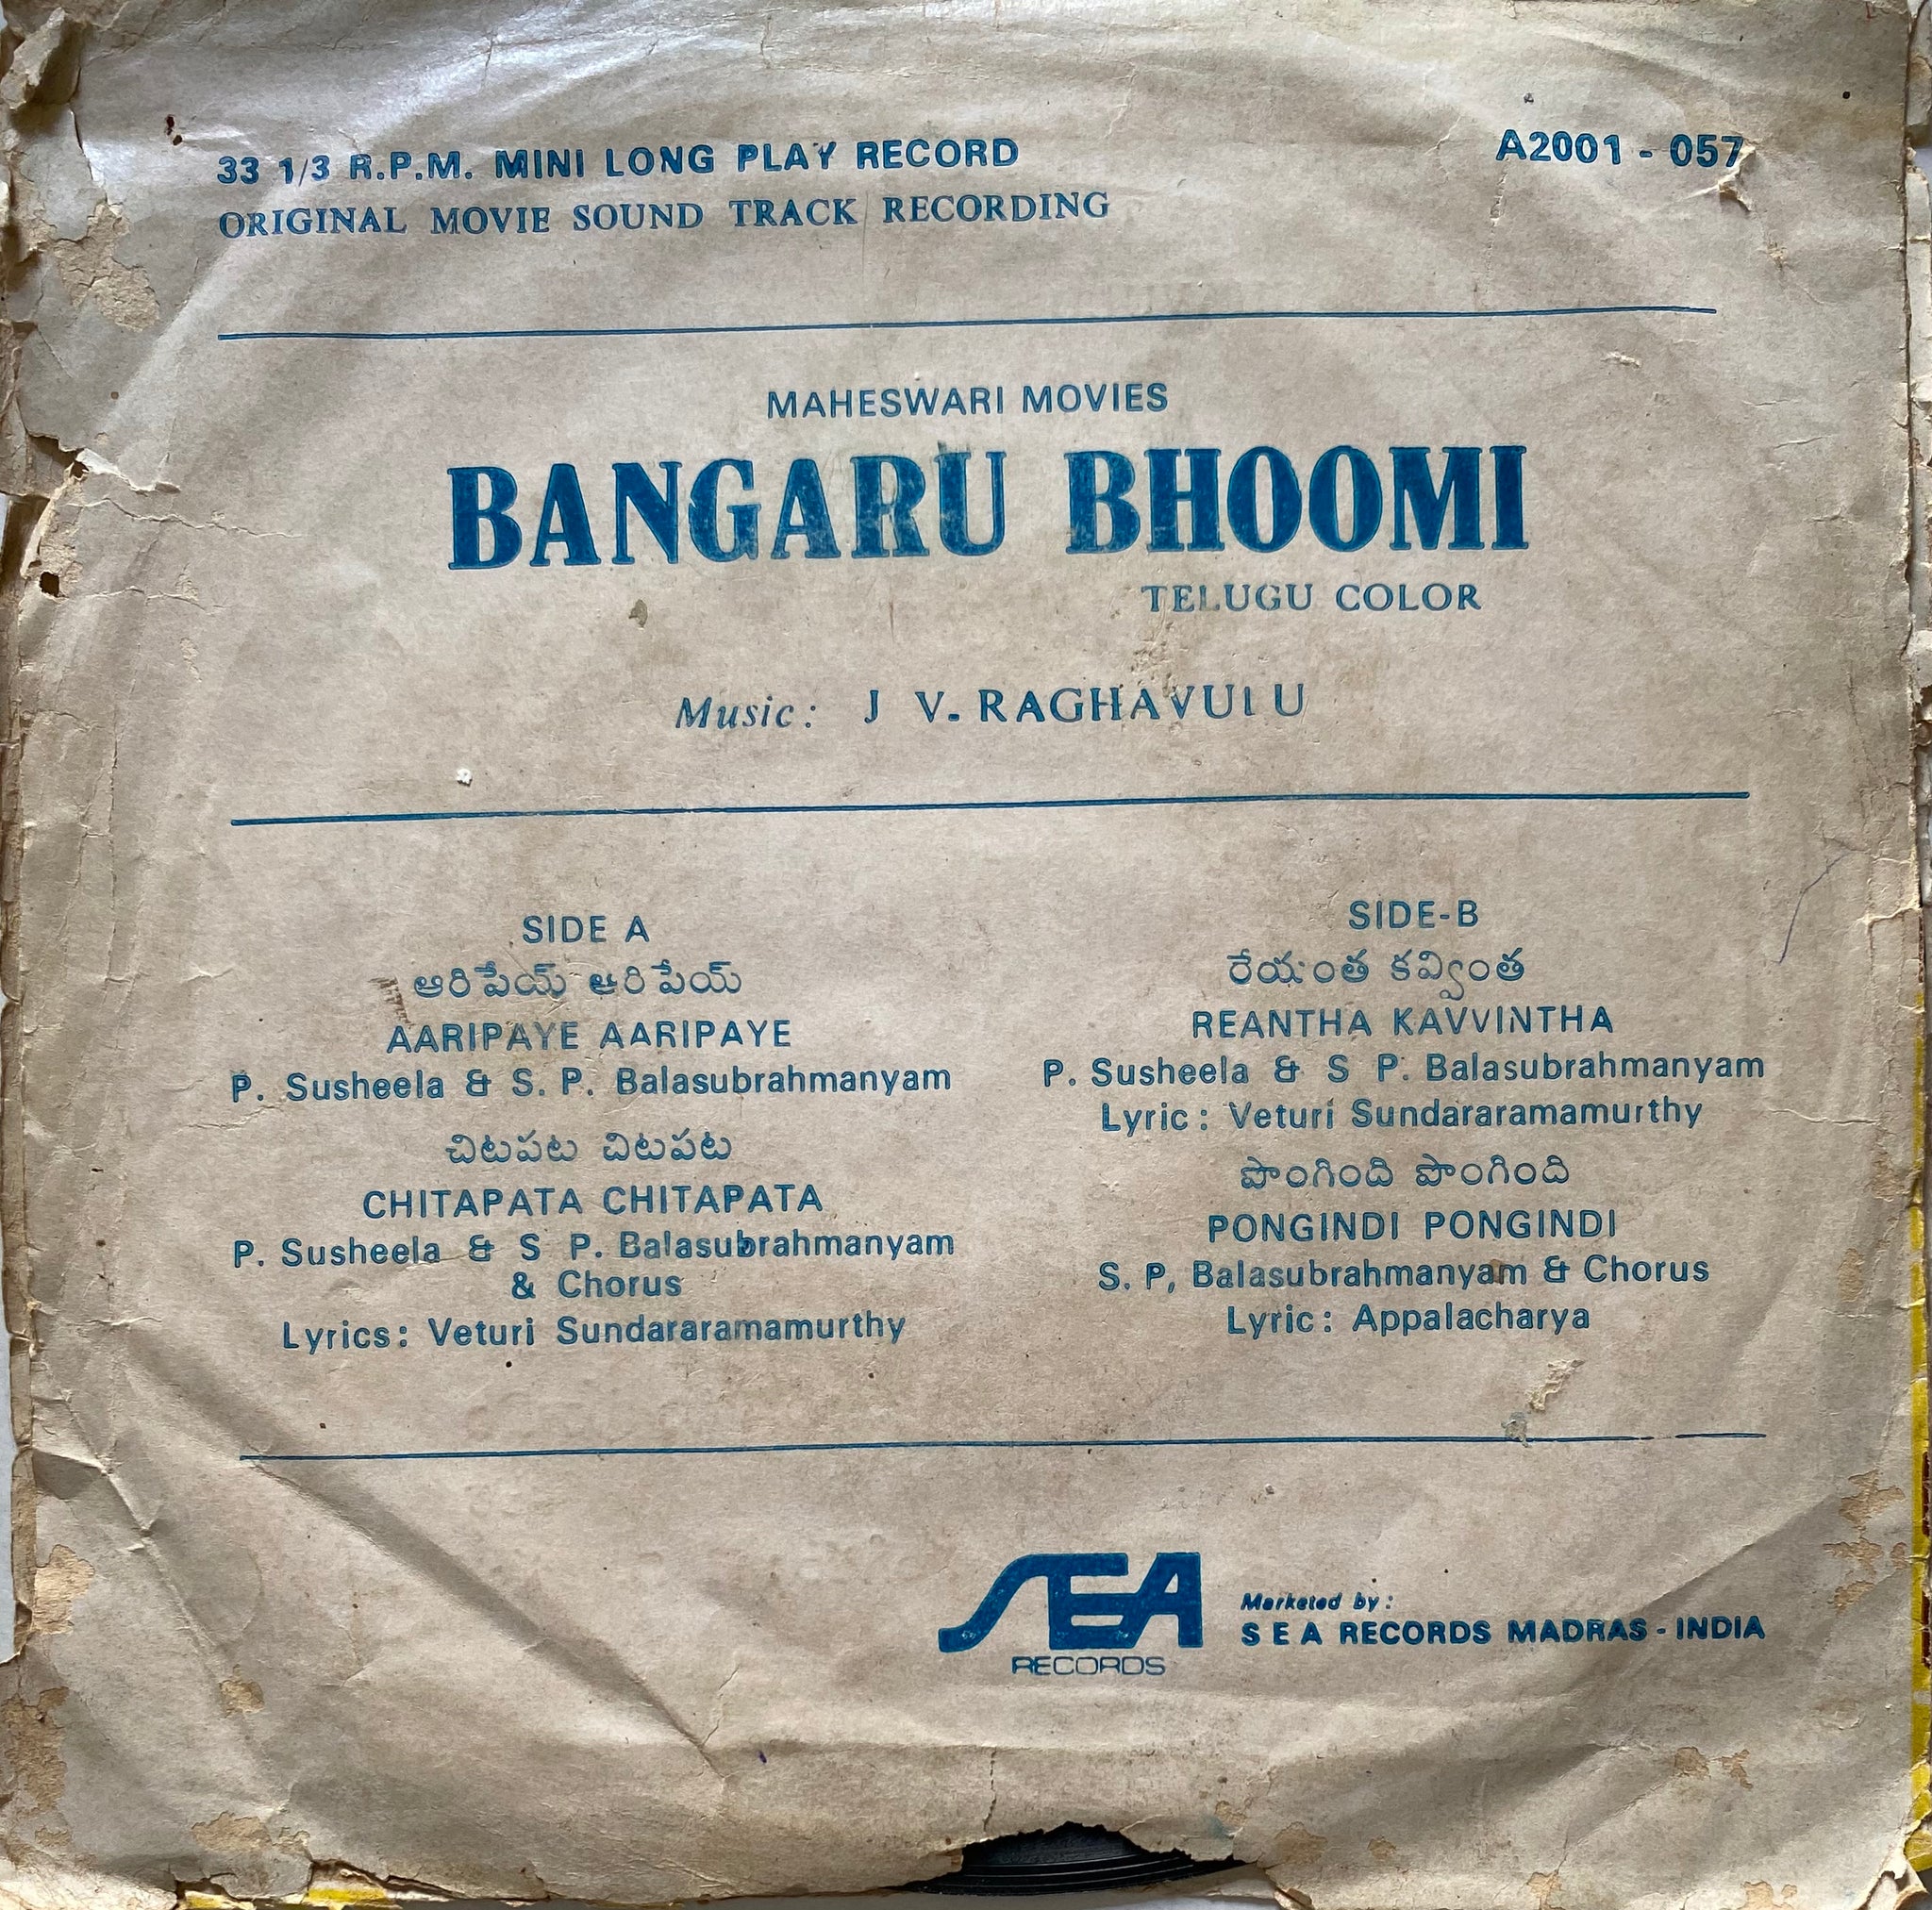 33 1/3 R.P.M. MINI LONG PLAY RECORD
A2001 - 057
ORIGINAL MOVIE SOUND TRACK RECORDING
MAHESWARI MOVIES
BANGARU BHOOMI
TELUGU COLOR
Music: J V. RAGHAVULU
SIDE A
ఆరిపేయ్ ఆరిపేయ్
AARIPAYE AARIPAYE
P. Susheela & S. P. Balasubrahmanyam
చిటపట చిటపట
CHITAPATA CHITAPATA
P. Susheela & S P. Balasubrahmanyam
& Chorus
Lyrics: Veturi Sundararamamurthy
SIDE-B
రేయంత కవ్వింత
REANTHA KAVVINTHA
P. Susheela & S P. Balasubrahmanyam
Lyric: Veturi Sundararamamurthy
పొంగింది పొంగింది
PONGINDI PONGINDI
S. P, Balasubrahmanyam & Chorus
Lyric: Appalacharya
SEA
RECORDS
Marketed by:
S E A RECORDS MADRAS - INDIA